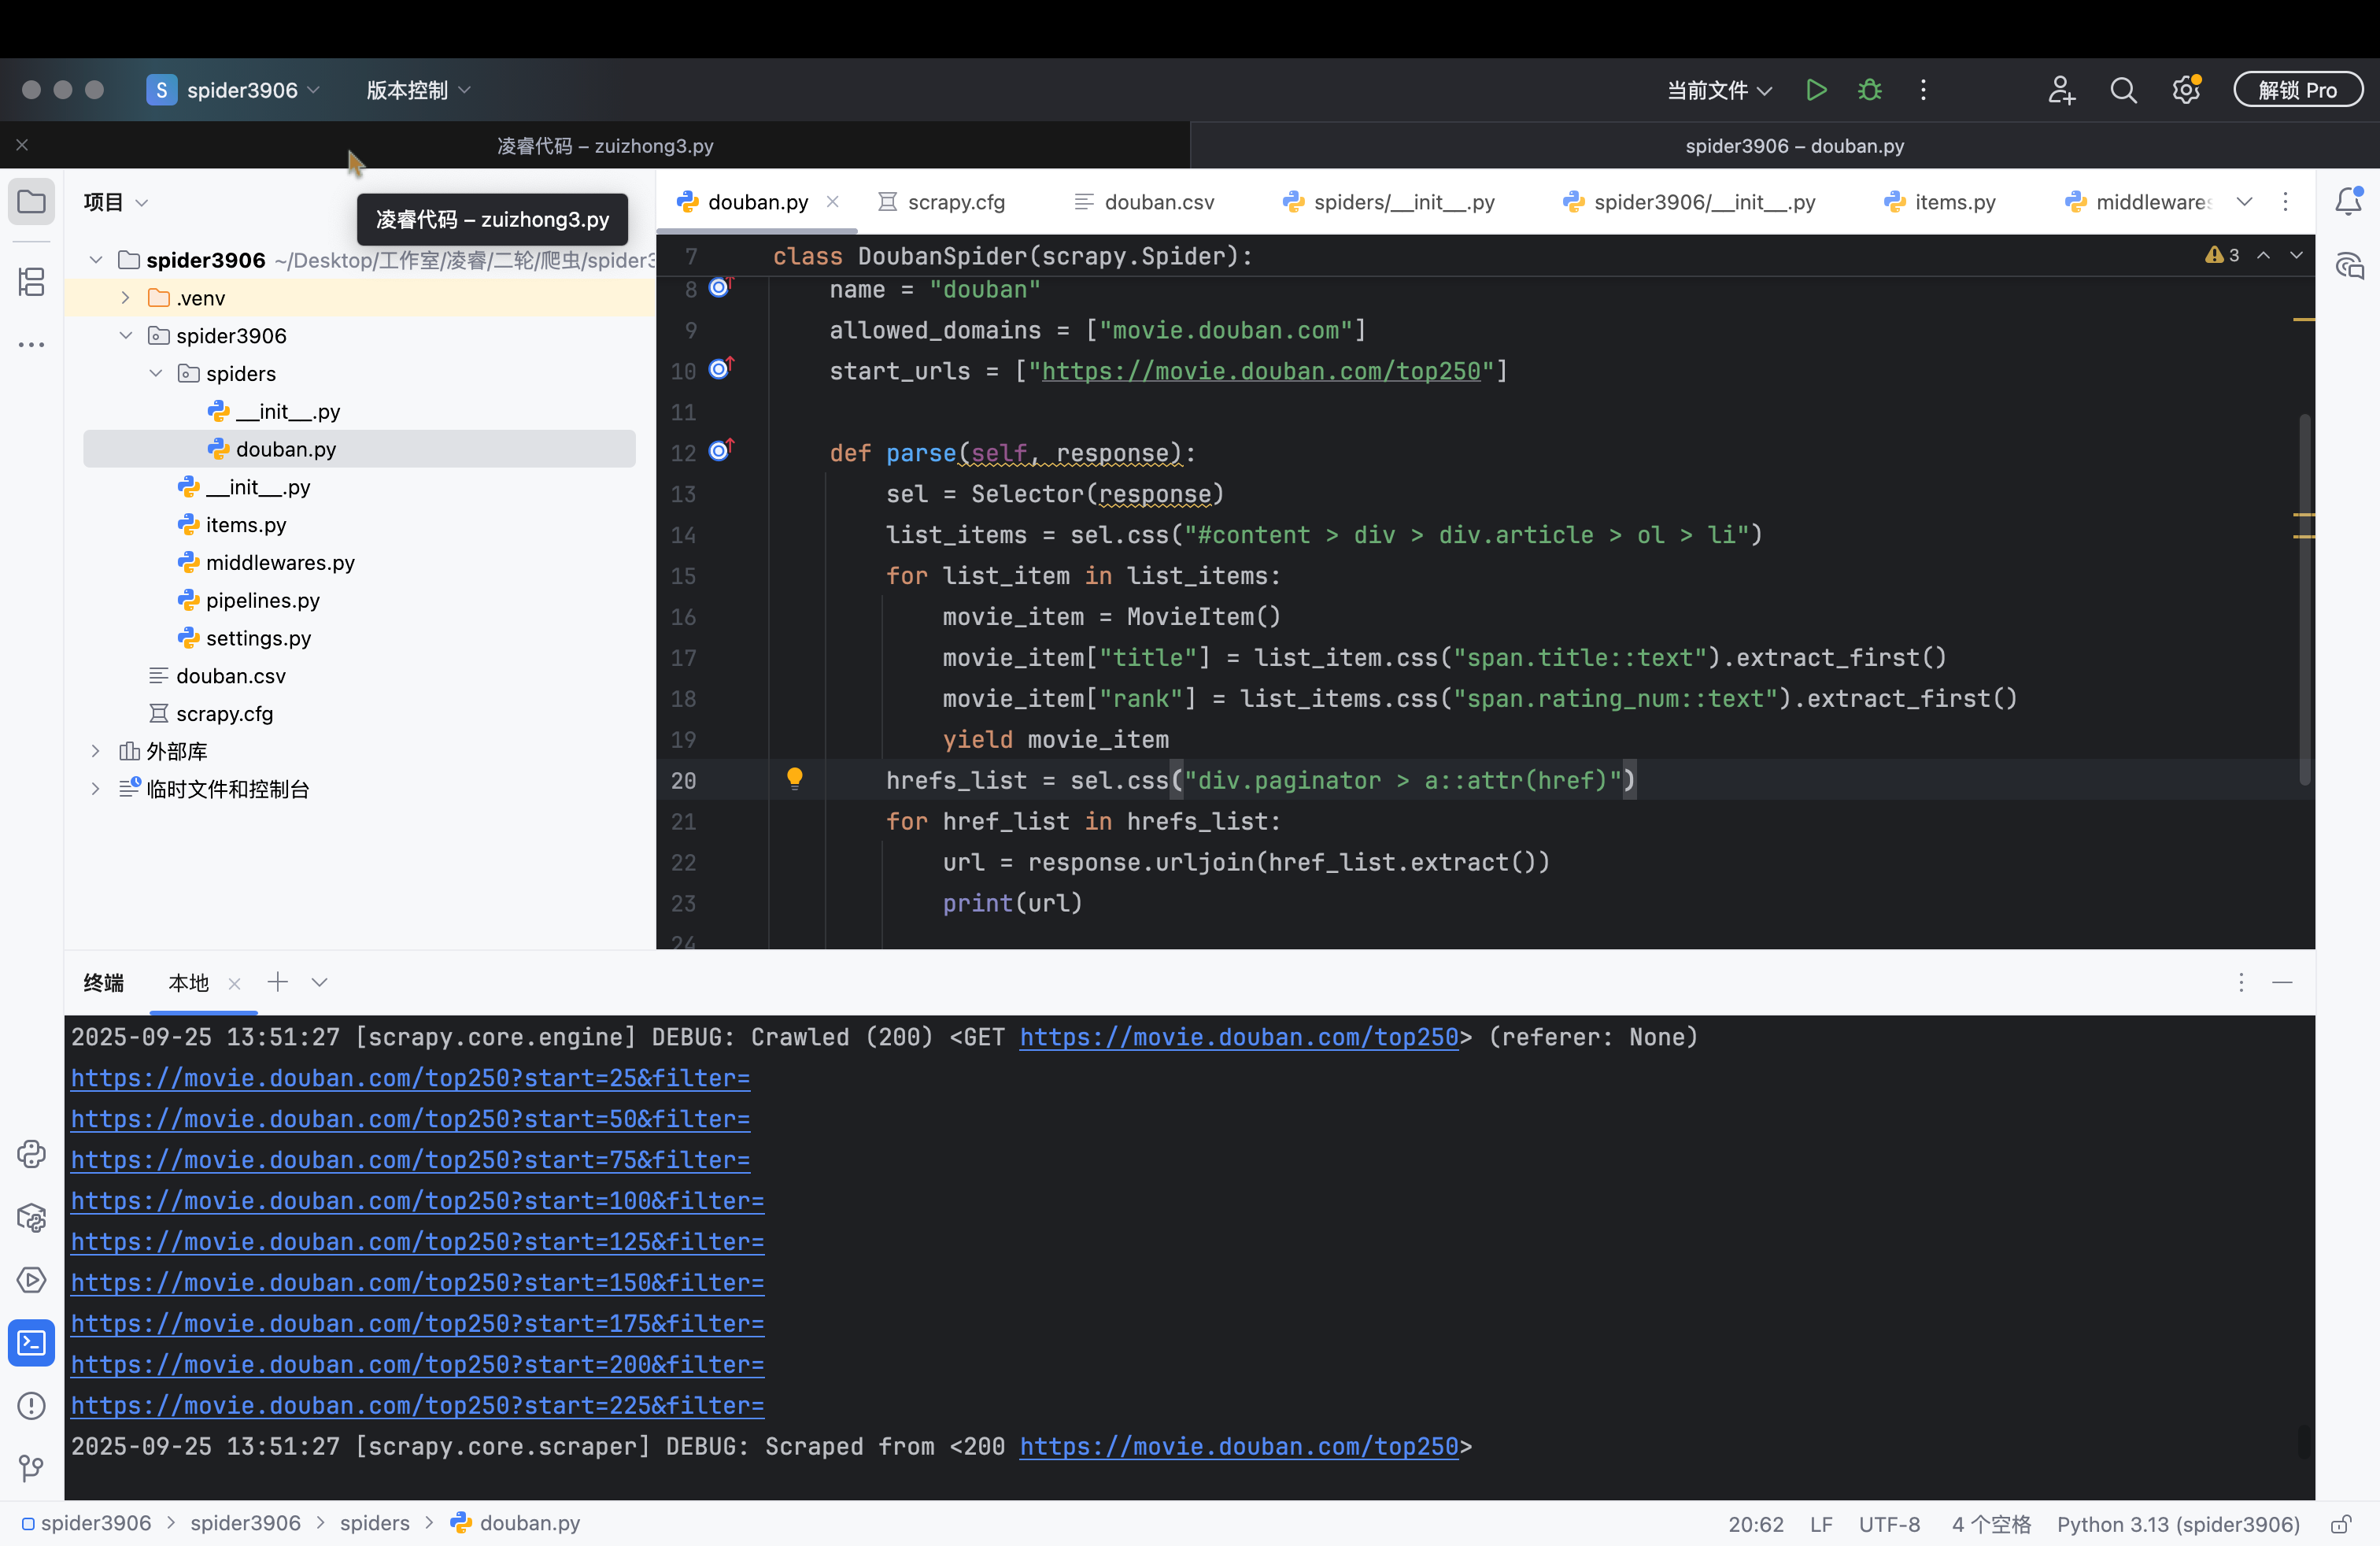 S spider3906 版本控制 当前文件 解锁 Pro
凌睿代码 – zuizhong3.py spider3906 – douban.py
项目
凌睿代码 – zuizhong3.py
douban.py scrapy.cfg douban.csv spiders/__init__.py spider3906/__init__.py items.py middlewares
spider3906 ~/Desktop/工作室/凌睿/二轮/爬虫/spider3
.venv
spider3906
spiders
__init__.py
douban.py
__init__.py
items.py
middlewares.py
pipelines.py
settings.py
douban.csv
scrapy.cfg
外部库
临时文件和控制台
7 class DoubanSpider(scrapy.Spider): 3
8 name = "douban"
9 allowed_domains = ["movie.douban.com"]
10 start_urls = ["https://movie.douban.com/top250"]
11
12 def parse(self, response):
13 sel = Selector(response)
14 list_items = sel.css("#content > div > div.article > ol > li")
15 for list_item in list_items:
16 movie_item = MovieItem()
17 movie_item["title"] = list_item.css("span.title::text").extract_first()
18 movie_item["rank"] = list_items.css("span.rating_num::text").extract_first()
19 yield movie_item
20 hrefs_list = sel.css("div.paginator > a::attr(href)")
21 for href_list in hrefs_list:
22 url = response.urljoin(href_list.extract())
23 print(url)
24
终端 本地
2025-09-25 13:51:27 [scrapy.core.engine] DEBUG: Crawled (200) <GET https://movie.douban.com/top250> (referer: None)
https://movie.douban.com/top250?start=25&filter=
https://movie.douban.com/top250?start=50&filter=
https://movie.douban.com/top250?start=75&filter=
https://movie.douban.com/top250?start=100&filter=
https://movie.douban.com/top250?start=125&filter=
https://movie.douban.com/top250?start=150&filter=
https://movie.douban.com/top250?start=175&filter=
https://movie.douban.com/top250?start=200&filter=
https://movie.douban.com/top250?start=225&filter=
2025-09-25 13:51:27 [scrapy.core.scraper] DEBUG: Scraped from <200 https://movie.douban.com/top250>
spider3906 > spider3906 > spiders > douban.py 20:62 LF UTF-8 4 个空格 Python 3.13 (spider3906)